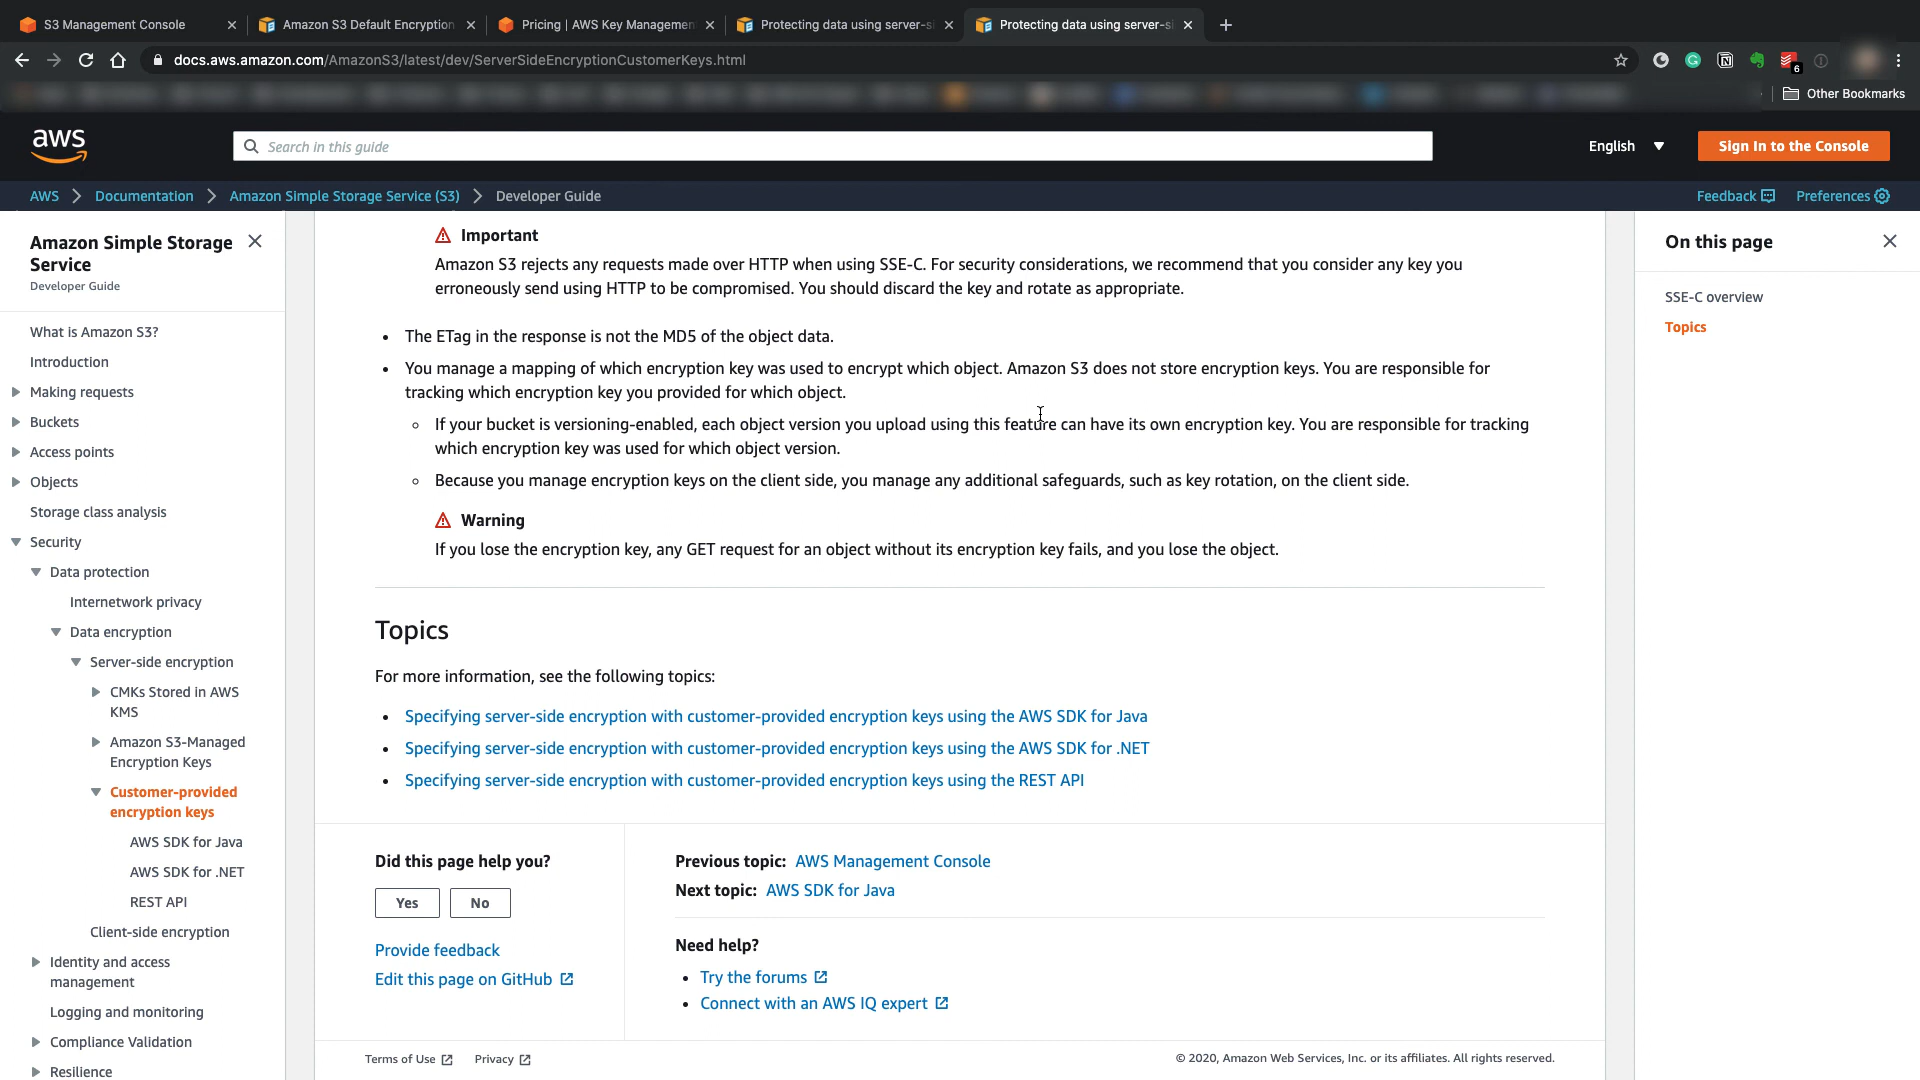 S3 Management Console
Amazon S3 Default Encryption
Pricing | AWS Key Managemen
Protecting data using server-si
Protecting data using server-si
docs.aws.amazon.com/AmazonS3/latest/dev/ServerSideEncryptionCustomerKeys.html
6
Other Bookmarks
aws
Search in this guide
English
Sign In to the Console
AWS
Documentation
Amazon Simple Storage Service (S3)
Developer Guide
Feedback
Preferences
Amazon Simple Storage
Service
Developer Guide
What is Amazon S3?
Introduction
Making requests
Buckets
Access points
Objects
Storage class analysis
Security
Data protection
Internetwork privacy
Data encryption
Server-side encryption
CMKs Stored in AWS
KMS
Amazon S3-Managed
Encryption Keys
Customer-provided
encryption keys
AWS SDK for Java
AWS SDK for .NET
REST API
Client-side encryption
Identity and access
management
Logging and monitoring
Compliance Validation
Resilience
Important
Amazon S3 rejects any requests made over HTTP when using SSE-C. For security considerations, we recommend that you consider any key you
erroneously send using HTTP to be compromised. You should discard the key and rotate as appropriate.
• The ETag in the response is not the MD5 of the object data.
• You manage a mapping of which encryption key was used to encrypt which object. Amazon S3 does not store encryption keys. You are responsible for
tracking which encryption key you provided for which object.
◦ If your bucket is versioning-enabled, each object version you upload using this feature can have its own encryption key. You are responsible for tracking
which encryption key was used for which object version.
◦ Because you manage encryption keys on the client side, you manage any additional safeguards, such as key rotation, on the client side.
Warning
If you lose the encryption key, any GET request for an object without its encryption key fails, and you lose the object.
Topics
For more information, see the following topics:
• Specifying server-side encryption with customer-provided encryption keys using the AWS SDK for Java
• Specifying server-side encryption with customer-provided encryption keys using the AWS SDK for .NET
• Specifying server-side encryption with customer-provided encryption keys using the REST API
Did this page help you?
Yes
No
Provide feedback
Edit this page on GitHub
Previous topic: AWS Management Console
Next topic: AWS SDK for Java
Need help?
• Try the forums
• Connect with an AWS IQ expert
Terms of Use
Privacy
© 2020, Amazon Web Services, Inc. or its affiliates. All rights reserved.
On this page
SSE-C overview
Topics